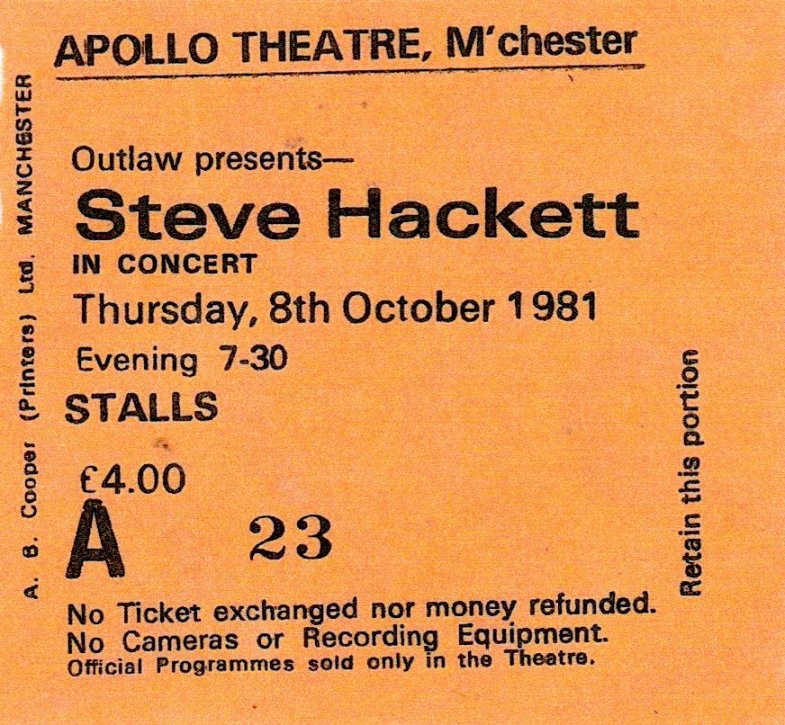 APOLLO THEATRE, M'chester
Outlaw presents—
Steve Hackett
IN CONCERT
Thursday, 8th October 1981
Evening 7-30
STALLS
£4.00
A 23
No Ticket exchanged nor money refunded.
No Cameras or Recording Equipment.
Official Programmes sold only in the Theatre.
A. B. Cooper (Printers) Ltd. MANCHESTER
Retain this portion